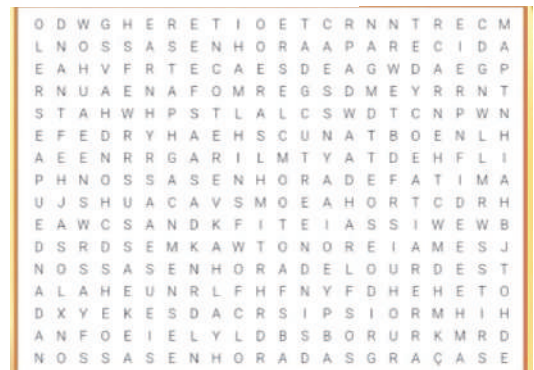 O D W G H E R E T I O E T C R N N T R E C M
L N O S S A S E N H O R A A P A R E C I D A
E A H V F R T E C A E S D E A G W D A E G P
R N U A E N A F O M R E G S D M E Y R R N T
S T A H W H P S T L A L C S W D T C N P W N
E F E D R Y H A E H S C U N A T B O E N L H
A E E N R R G A R I L M T Y A T D E H F L I
P H N O S S A S E N H O R A D E F A T I M A
U J S H U A C A V S M O E A H O R T C D R H
E A W C S A N D K F I T E I A S S I W E W B
D S R D S E M K A W T O N O R E I A M E S J
N O S S A S E N H O R A D E L O U R D E S T
A L A H E U N R L F H F N Y F D H E H E T O
D X Y E K E S D A C R S I P S I O R M H I H
A N F O E I E L Y L D B S B O R U R K M R D
N O S S A S E N H O R A D A S G R A Ç A S E